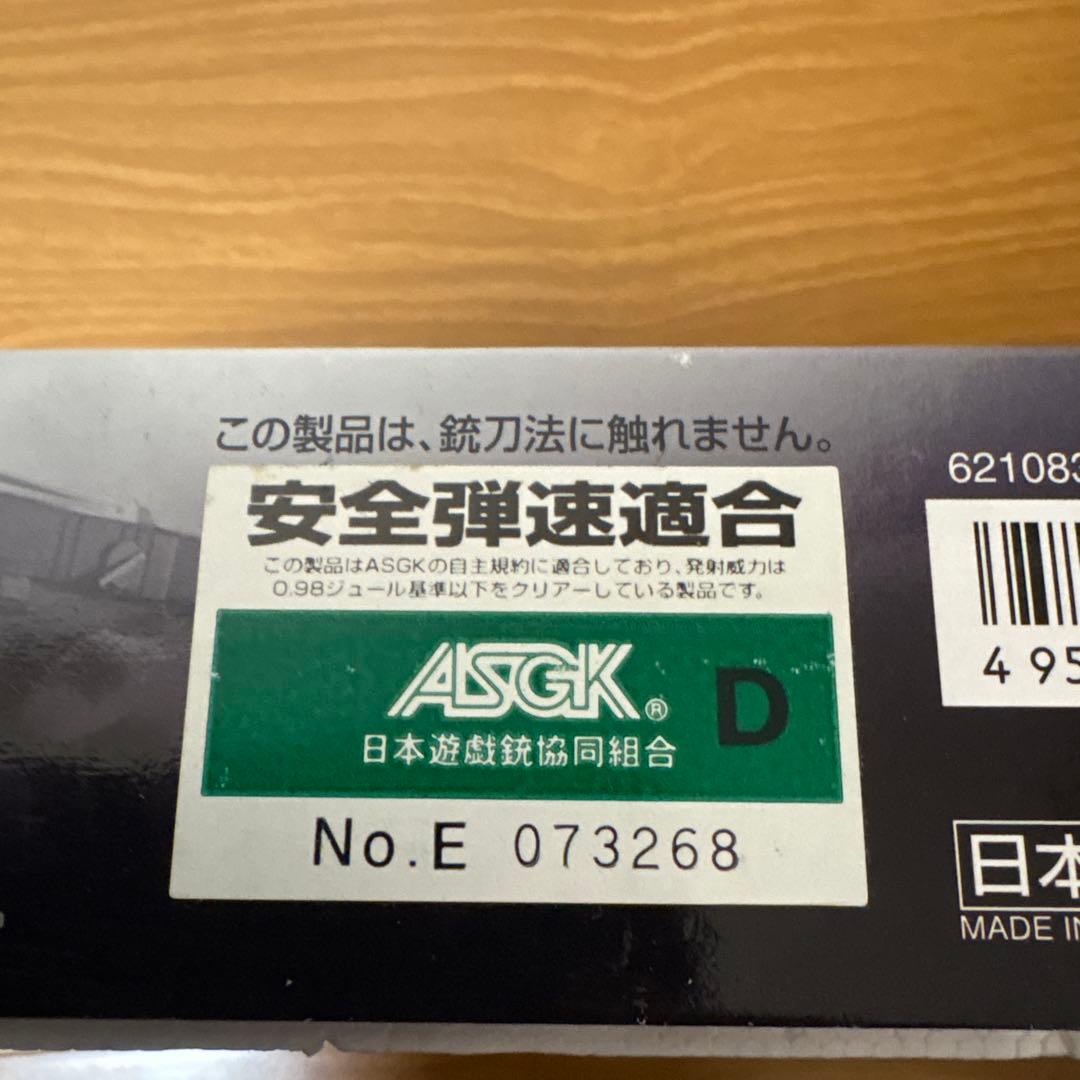 この製品は、銃刀法に触れません。
安全弾速適合
この製品はASGKの自主規約に適合しており、発射威力は
0.98ジュール基準以下をクリアーしている製品です。
ASGK®
D
日本遊戯銃協同組合
No.E 073268
621083
4 95
日本
MADE IN